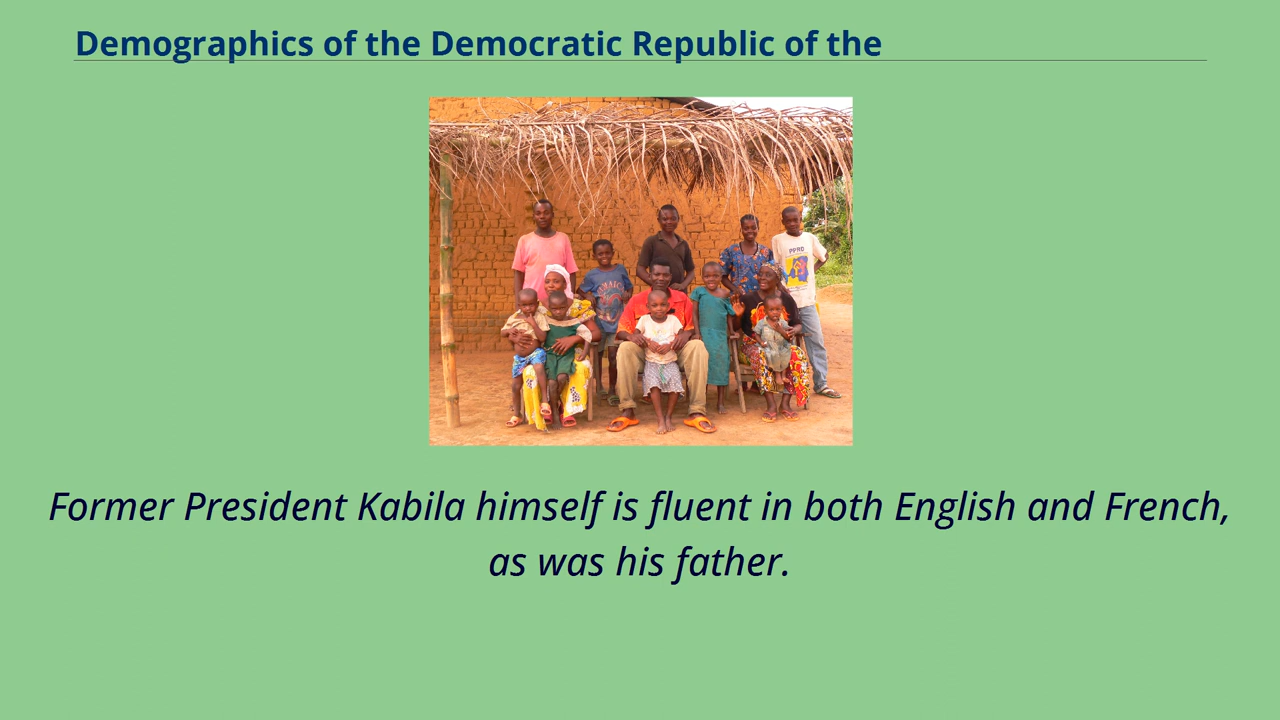 Demographics of the Democratic Republic of the
PPRD
Former President Kabila himself is fluent in both English and French,
as was his father.